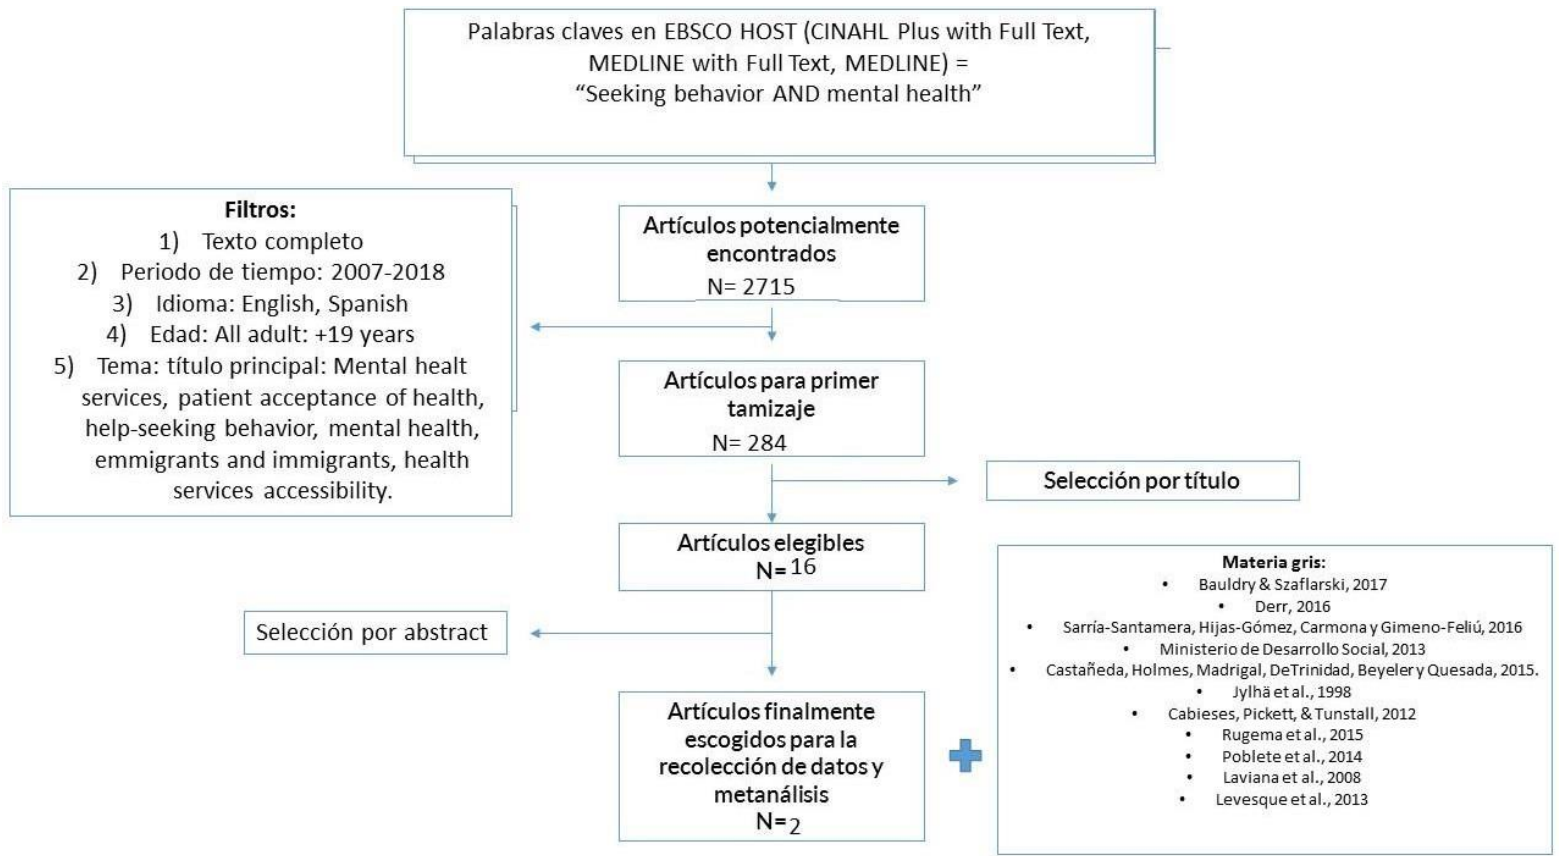 Palabras claves en EBSCO HOST (CINAHL Plus with Full Text,
MEDLINE with Full Text, MEDLINE) =
“Seeking behavior AND mental health”
Artículos potencialmente
encontrados
N= 2715
Filtros:
1) Texto completo
2) Periodo de tiempo: 2007-2018
3) Idioma: English, Spanish
4) Edad: All adult: +19 years
5) Tema: título principal: Mental healt
services, patient acceptance of health,
help-seeking behavior, mental health,
emmigrants and immigrants, health
services accessibility.
Artículos para primer
tamizaje
N= 284
Selección por título
Artículos elegibles
N= 16
Selección por abstract
Artículos finalmente
escogidos para la
recolección de datos y
metanálisis
N= 2
Materia gris:
• Bauldry & Szaflarski, 2017
• Derr, 2016
• Sarría-Santamera, Hijas-Gómez, Carmona y Gimeno-Feliú, 2016
• Ministerio de Desarrollo Social, 2013
• Castañeda, Holmes, Madrigal, DeTrinidad, Beyeler y Quesada, 2015.
• Jylhä et al., 1998
• Cabieses, Pickett, & Tunstall, 2012
• Rugema et al., 2015
• Poblete et al., 2014
• Laviana et al., 2008
• Levesque et al., 2013